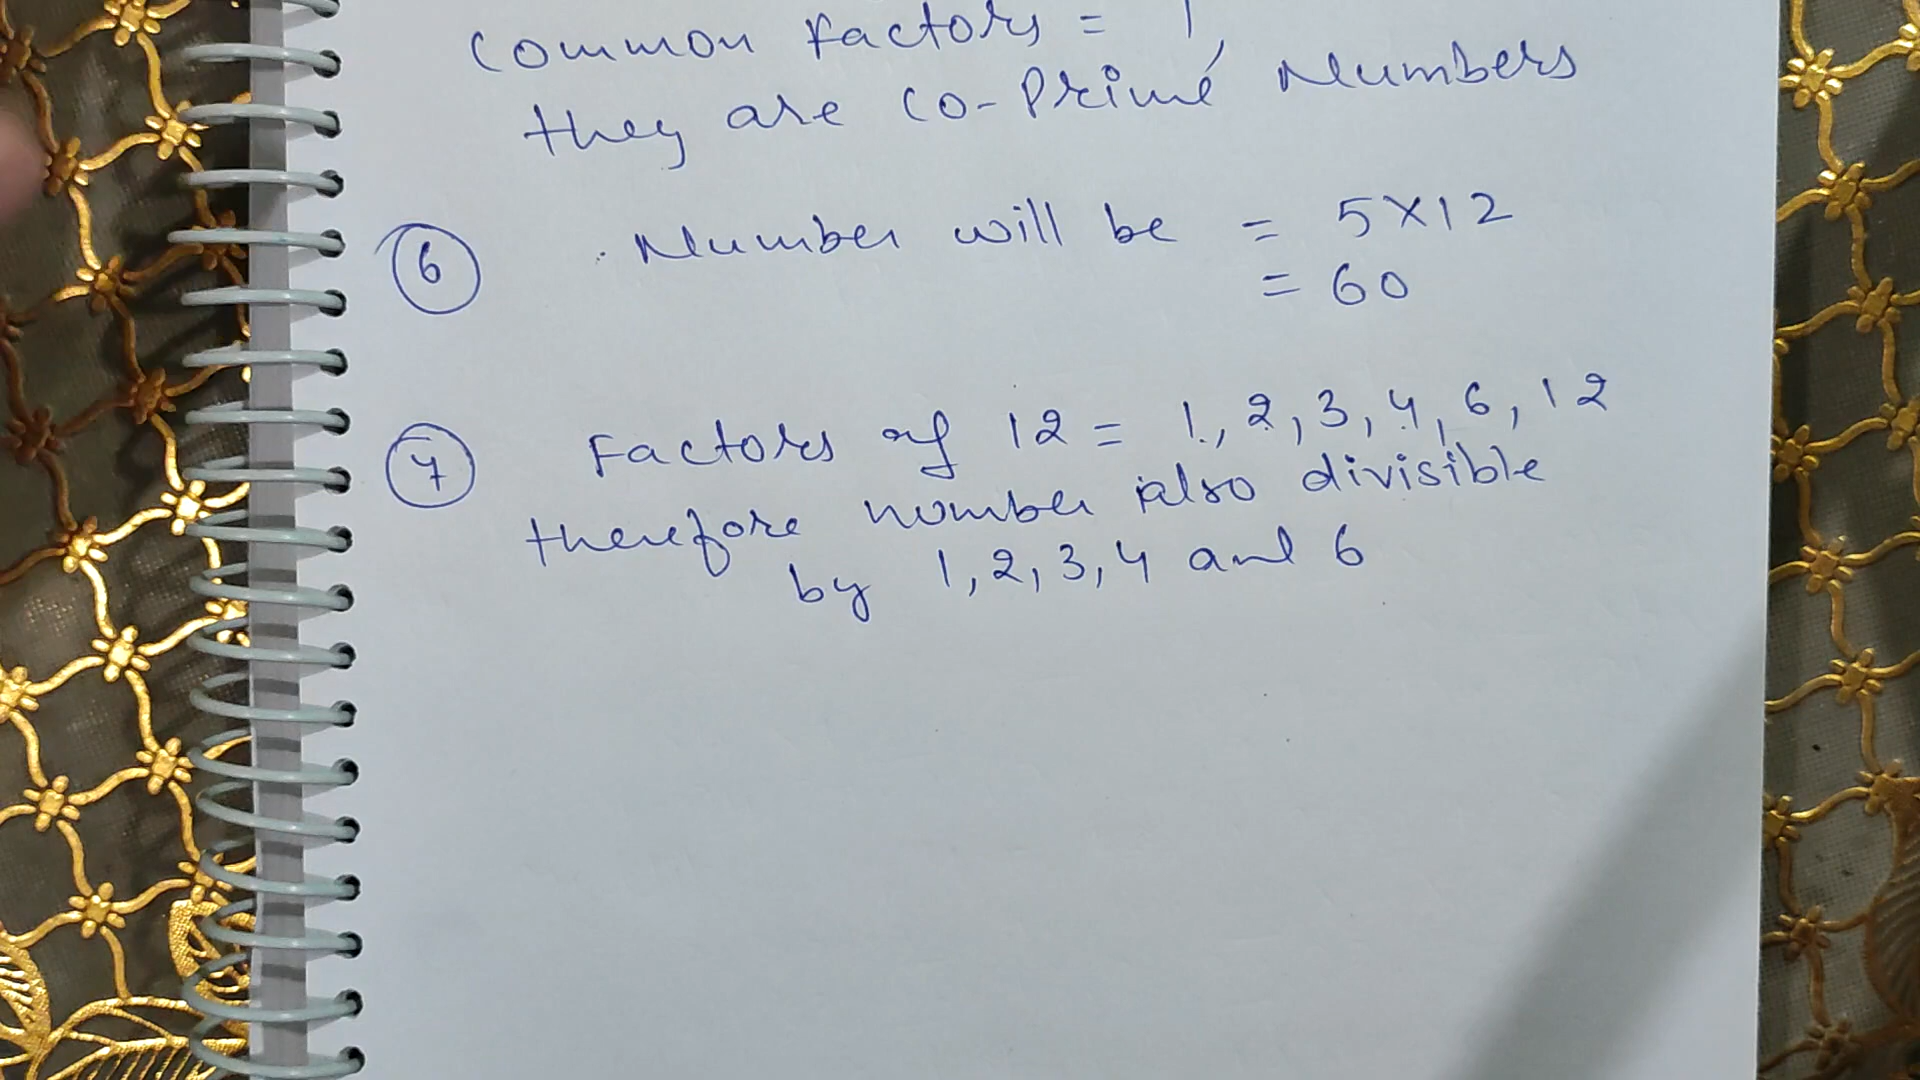 Common Factors = 1,
they are co-Prime Numbers
6 Number will be = 5×12
= 60
7 Factors of 12 = 1, 2, 3, 4, 6, 12
therefore number also divisible
by 1, 2, 3, 4 and 6